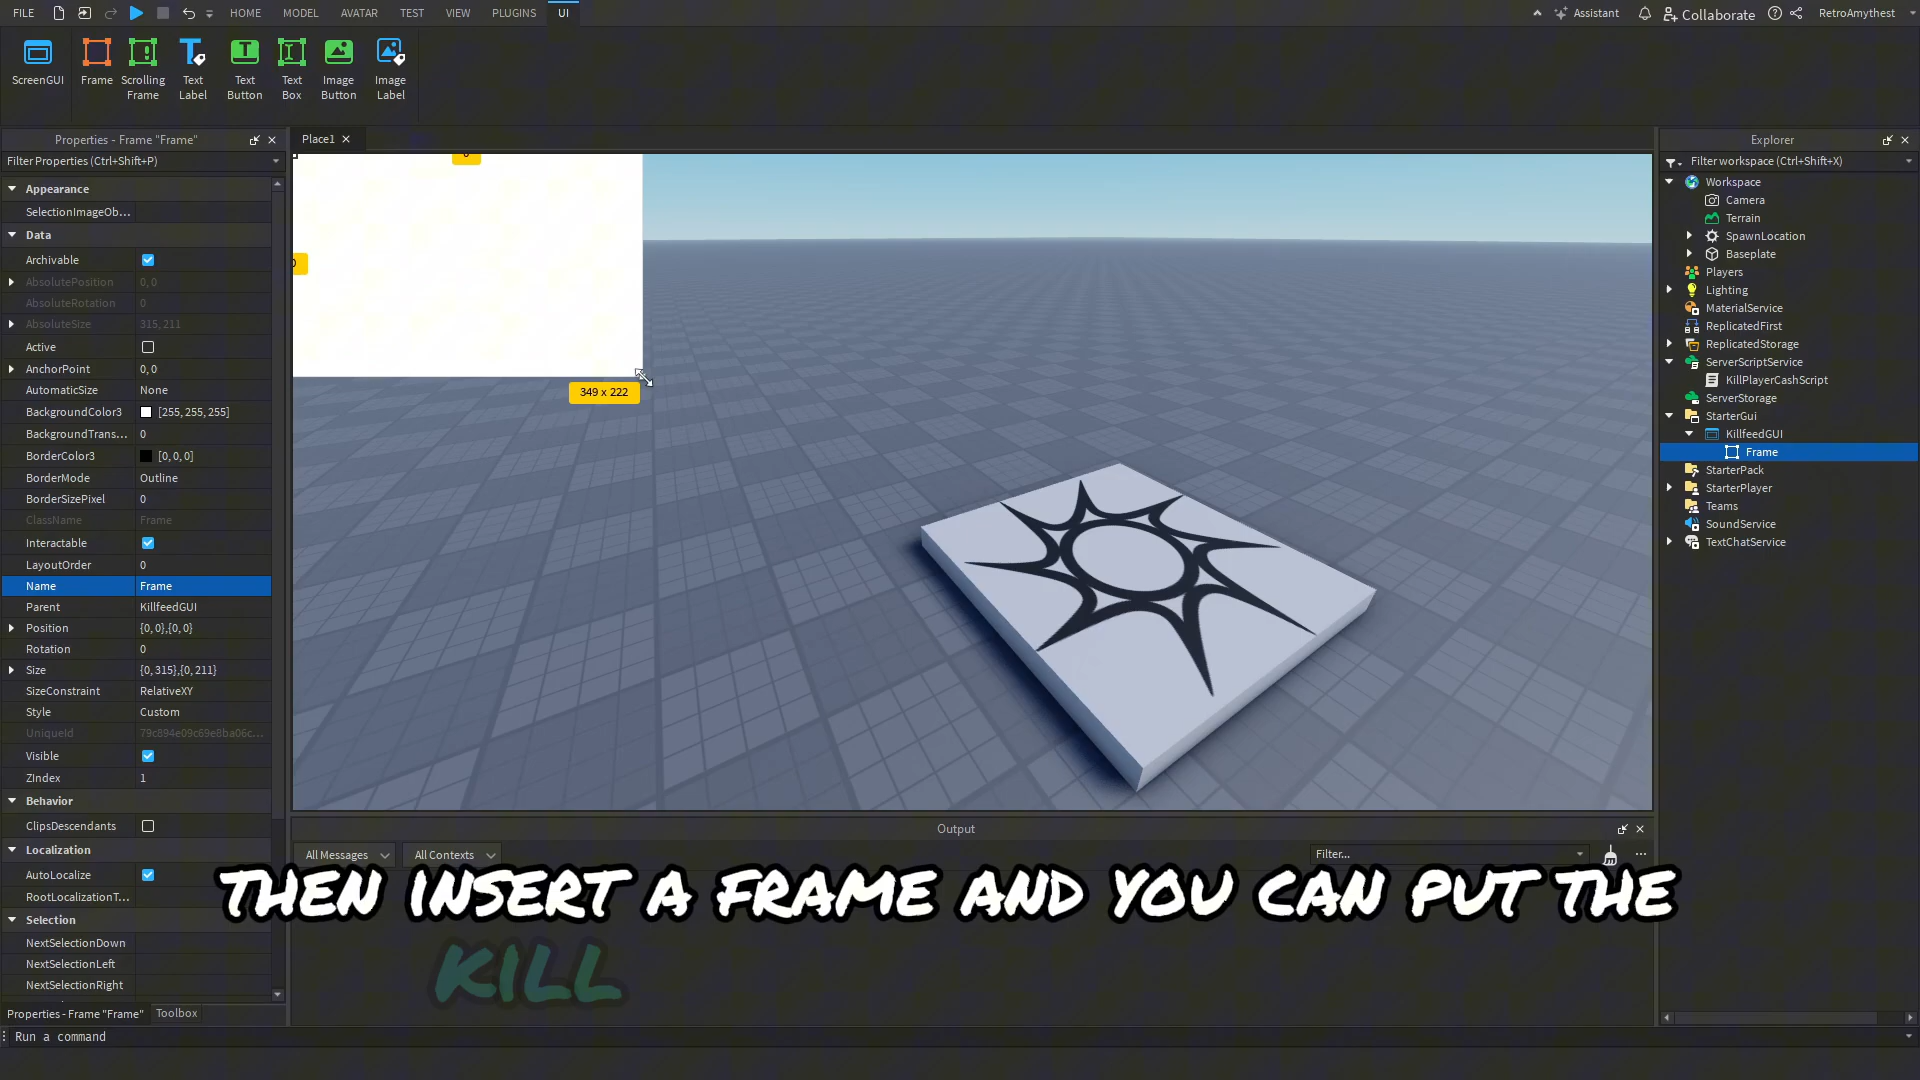 FILE
HOME
MODEL
AVATAR
TEST
VIEW
PLUGINS
UI
Assistant
Collaborate
RetroAmythest
ScreenGUI
Frame
Scrolling
Frame
Text
Label
Text
Button
Text
Box
Image
Button
Image
Label
Properties - Frame "Frame"
Filter Properties (Ctrl+Shift+P)
Appearance
SelectionImageOb...
Data
Archivable
AbsolutePosition 0, 0
AbsoluteRotation 0
AbsoluteSize 315, 211
Active
AnchorPoint 0, 0
AutomaticSize None
BackgroundColor3 [255, 255, 255]
BackgroundTrans... 0
BorderColor3 [0, 0, 0]
BorderMode Outline
BorderSizePixel 0
ClassName Frame
Interactable
LayoutOrder 0
Name Frame
Parent KillfeedGUI
Position {0, 0},{0, 0}
Rotation 0
Size {0, 315},{0, 211}
SizeConstraint RelativeXY
Style Custom
UniqueId 79c894e09c69e8ba06c...
Visible
ZIndex 1
Behavior
ClipsDescendants
Localization
AutoLocalize
RootLocalizationT...
Selection
NextSelectionDown
NextSelectionLeft
NextSelectionRight
Properties - Frame "Frame"
Toolbox
Run a command
Place1
349 x 222
Output
All Messages
All Contexts
Filter...
THEN INSERT A FRAME AND YOU CAN PUT THE
KILL
Explorer
Filter workspace (Ctrl+Shift+X)
Workspace
Camera
Terrain
SpawnLocation
Baseplate
Players
Lighting
MaterialService
ReplicatedFirst
ReplicatedStorage
ServerScriptService
KillPlayerCashScript
ServerStorage
StarterGui
KillfeedGUI
Frame
StarterPack
StarterPlayer
Teams
SoundService
TextChatService